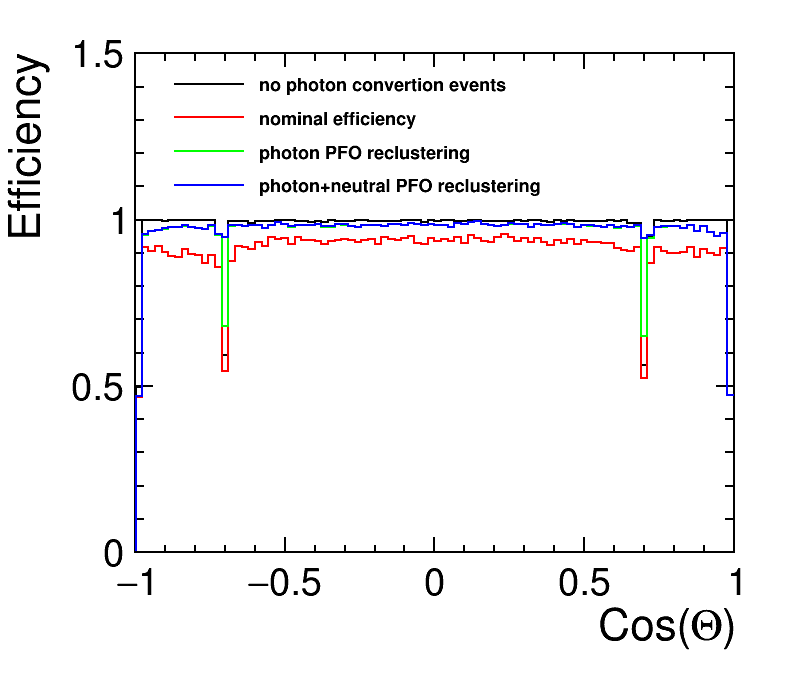 Efficiency
1.5
1
0.5
0
no photon convertion events
nominal efficiency
photon PFO reclustering
photon+neutral PFO reclustering
−1
−0.5
0
0.5
1
Cos(Θ)